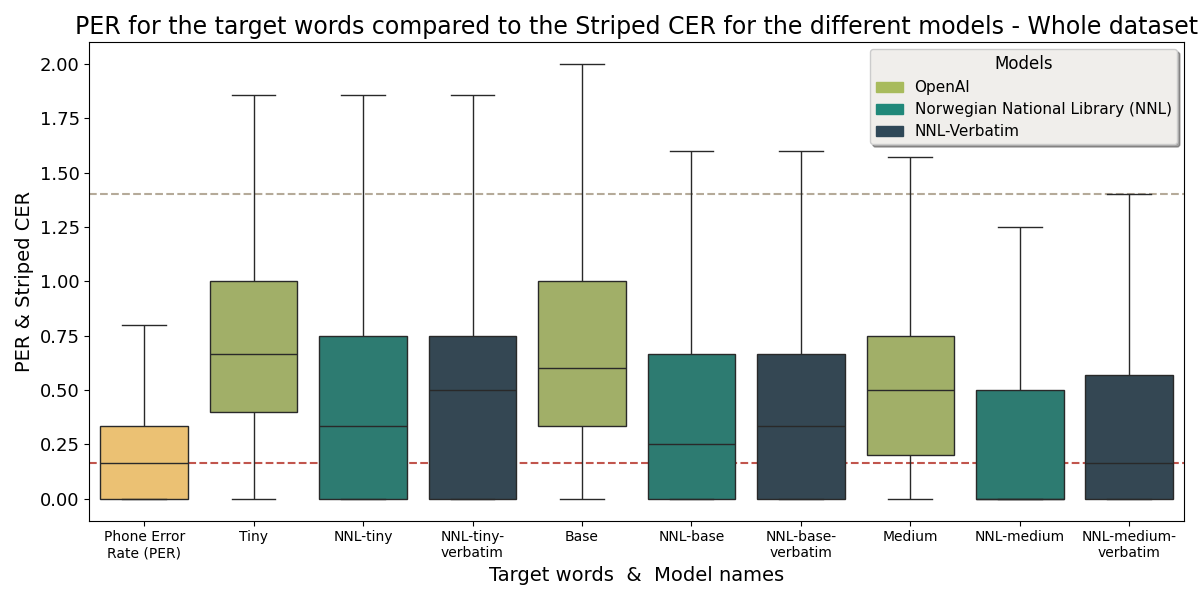 PER for the target words compared to the Striped CER for the different models - Whole dataset
Models
OpenAI
Norwegian National Library (NNL)
NNL-Verbatim
PER & Striped CER
2.00
1.75
1.50
1.25
1.00
0.75
0.50
0.25
0.00
Phone Error
Rate (PER)
Tiny
NNL-tiny
NNL-tiny-
verbatim
Base
NNL-base
NNL-base-
verbatim
Medium
NNL-medium
NNL-medium-
verbatim
Target words  &  Model names